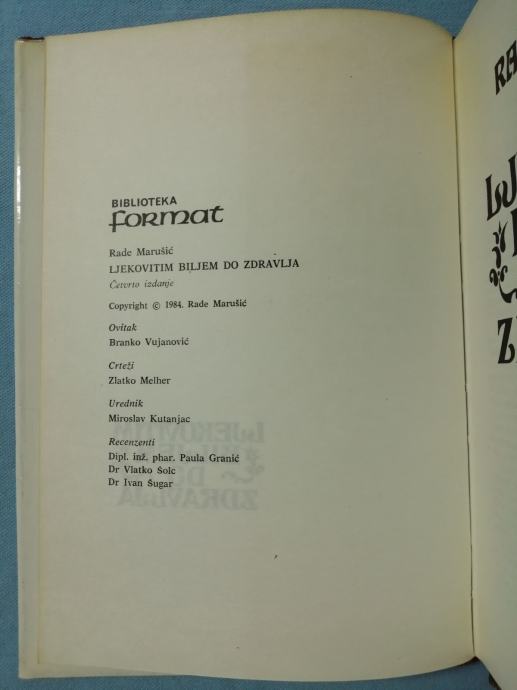 BIBLIOTEKA
format
Rade Marušić
LJEKOVITIM BILJEM DO ZDRAVLJA
Četvrto izdanje
Copyright © 1984. Rade Marušić
Ovitak
Branko Vujanović
Crteži
Zlatko Melher
Urednik
Miroslav Kutanjac
Recenzenti
Dipl. inž. phar. Paula Granić
Dr Vlatko Šolc
Dr Ivan Šugar